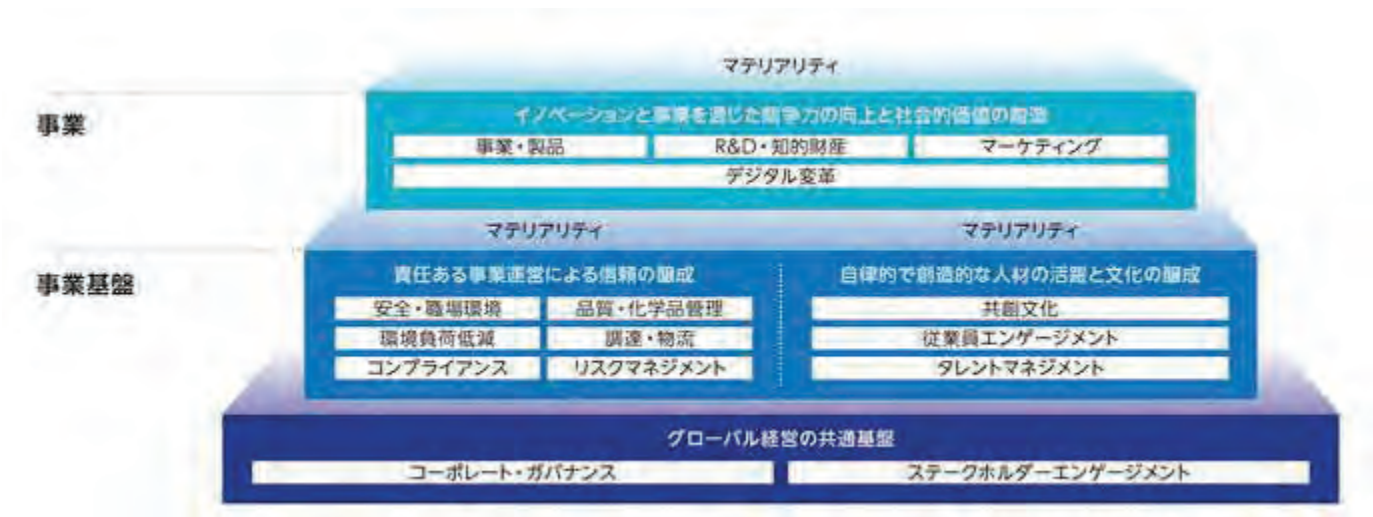 マテリアリティ
事業
イノベーションと事業を通じた競争力の向上と社会的価値の創造
事業・製品 R&D・知的財産 マーケティング
デジタル変革
マテリアリティ マテリアリティ
事業基盤
責任ある事業運営による信頼の醸成 自律的で創造的な人材の活躍と文化の醸成
安全・職場環境 品質・化学品管理 共創文化
環境負荷低減 調達・物流 従業員エンゲージメント
コンプライアンス リスクマネジメント タレントマネジメント
グローバル経営の共通基盤
コーポレート・ガバナンス ステークホルダーエンゲージメント